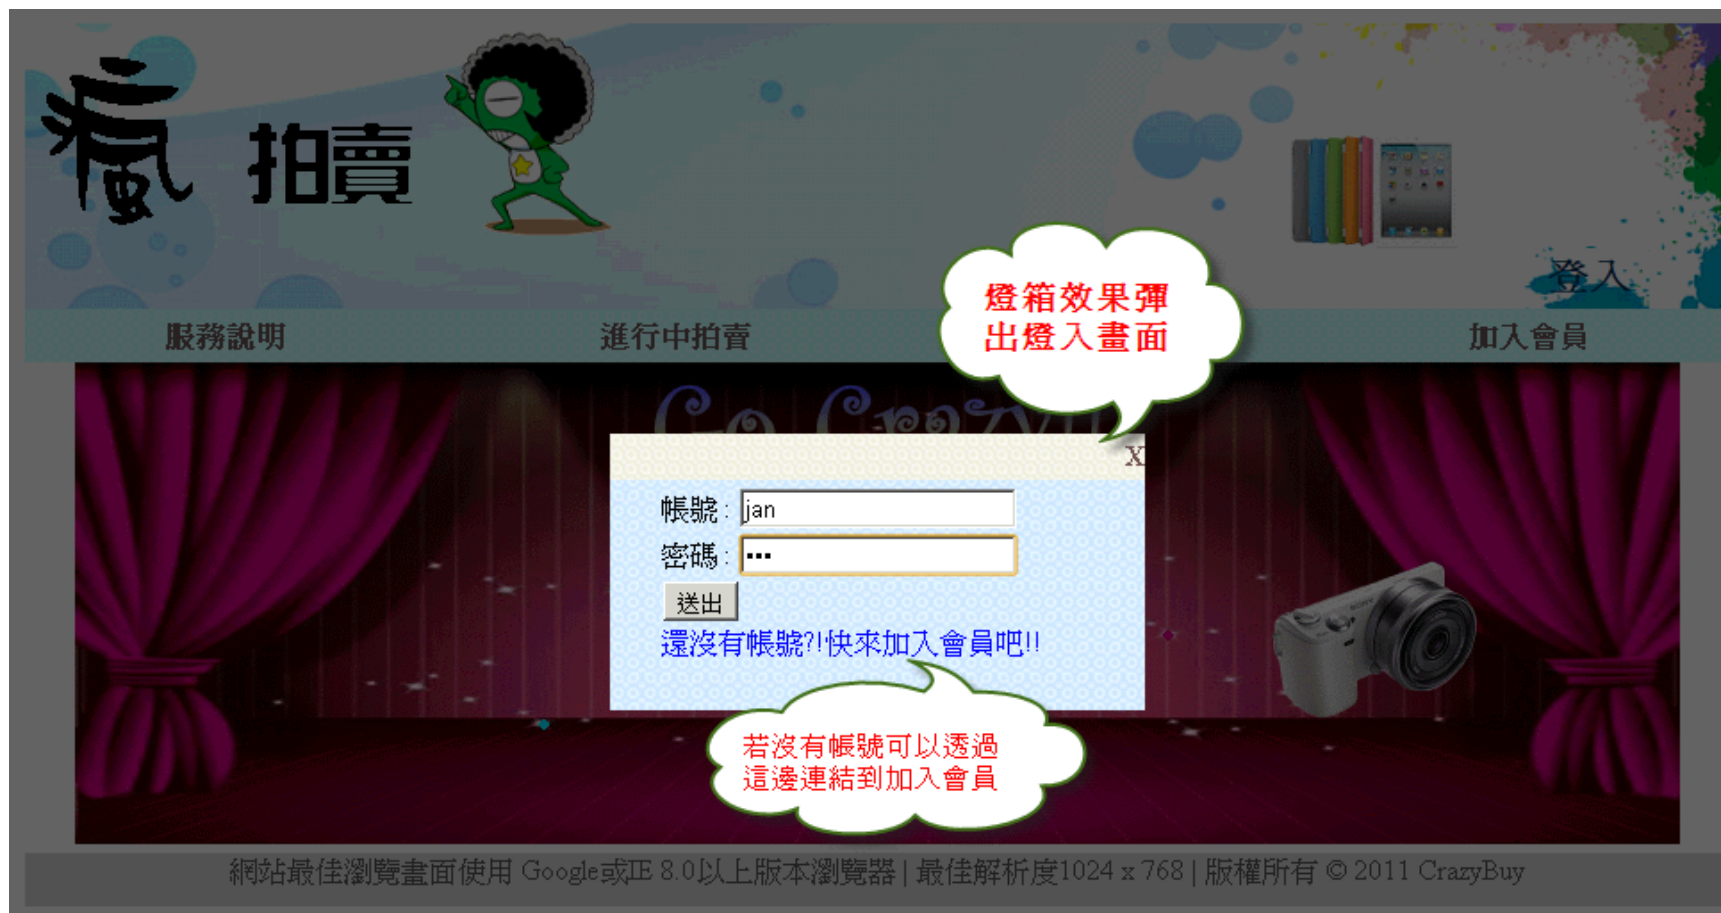 瘋 拍賣
登入
服務說明
進行中拍賣
加入會員
燈箱效果彈
出燈入畫面
Go Crazy!!
X
帳號 :
jan
密碼 :
•••
送出
還沒有帳號?!快來加入會員吧!!
若沒有帳號可以透過
這邊連結到加入會員
SONY
網站最佳瀏覽畫面使用 Google或IE 8.0以上版本瀏覽器 | 最佳解析度1024 x 768 | 版權所有 © 2011 CrazyBuy